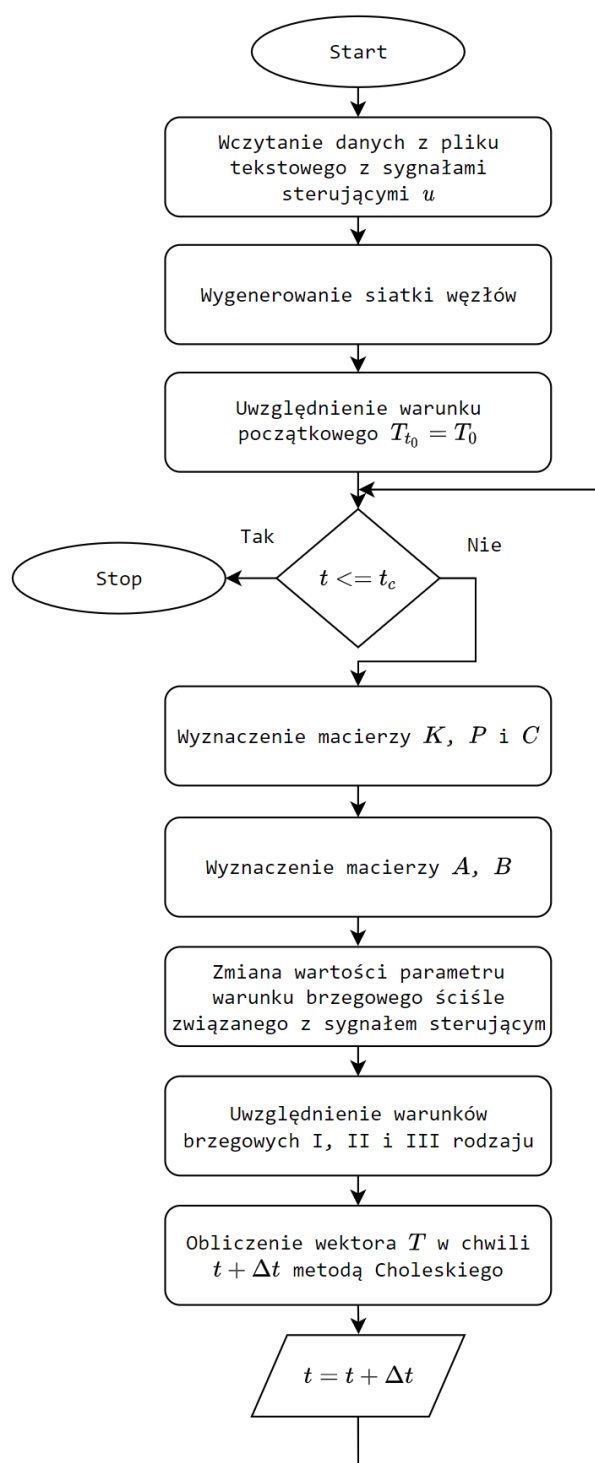 Start
Wczytanie danych z pliku
tekstowego z sygnałami
sterującymi u
Wygenerowanie siatki węzłów
Uwzględnienie warunku
początkowego T_{t_0} = T_0
Tak
Nie
Stop
t <= t_c
Wyznaczenie macierzy K, P i C
Wyznaczenie macierzy A, B
Zmiana wartości parametru
warunku brzegowego ściśle
związanego z sygnałem sterującym
Uwzględnienie warunków
brzegowych I, II i III rodzaju
Obliczenie wektora T w chwili
t + Δt metodą Choleskiego
t = t + Δt